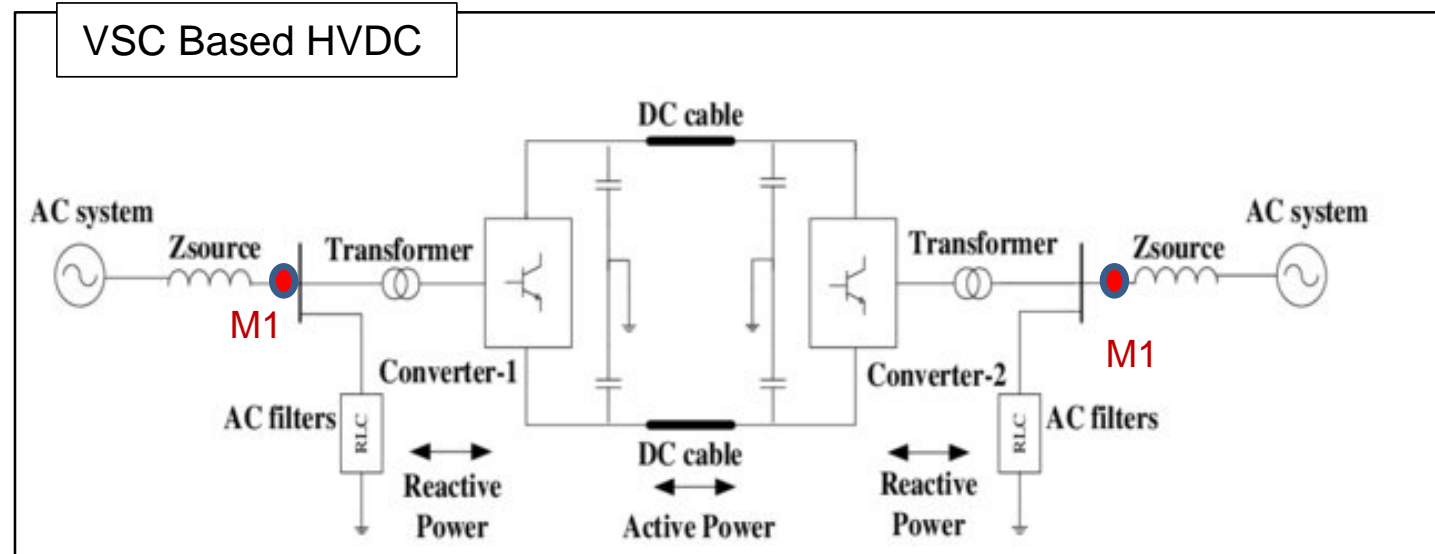 VSC Based HVDC
DC cable
AC system
AC system
Zsource
Transformer
Transformer
Zsource
M1
M1
Converter-1
Converter-2
AC filters
RLC
RLC
AC filters
DC cable
Reactive
Power
Active Power
Reactive
Power